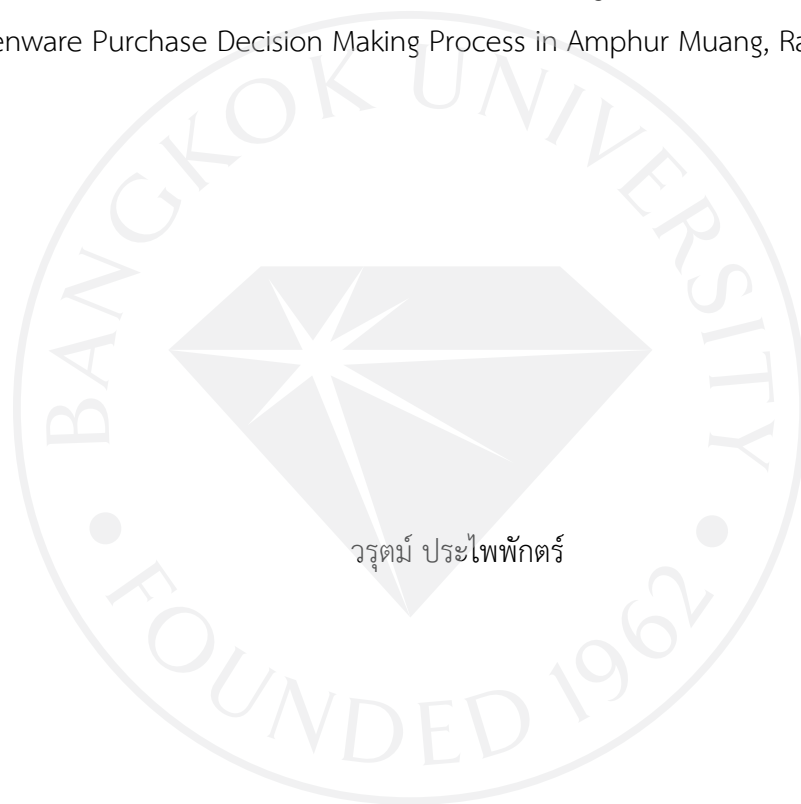 enware Purchase Decision Making Process in Amphur Muang, Ra
BANGKOK UNIVERSITY
วรุตม์ ประไพพักตร์
• FOUNDED 1962 •